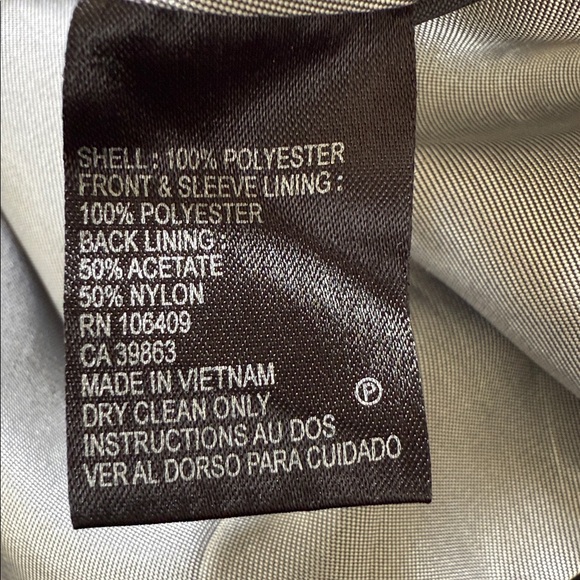 SHELL : 100% POLYESTER
FRONT & SLEEVE LINING :
100% POLYESTER
BACK LINING :
50% ACETATE
50% NYLON
RN 106409
CA 39863
MADE IN VIETNAM
DRY CLEAN ONLY
P
INSTRUCTIONS AU DOS
VER AL DORSO PARA CUIDADO